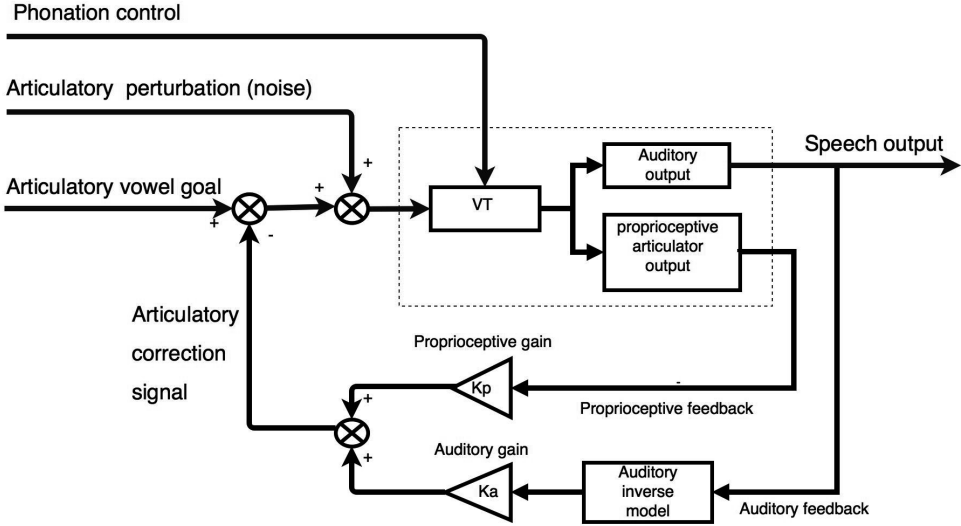 Phonation control
Articulatory perturbation (noise)
+
Articulatory vowel goal
+
+
-
VT
Auditory
output
Speech output
proprioceptive
articulator
output
Articulatory
correction
signal
Proprioceptive gain
Kp
-
Proprioceptive feedback
+
+
Auditory gain
Ka
Auditory
inverse
model
Auditory feedback